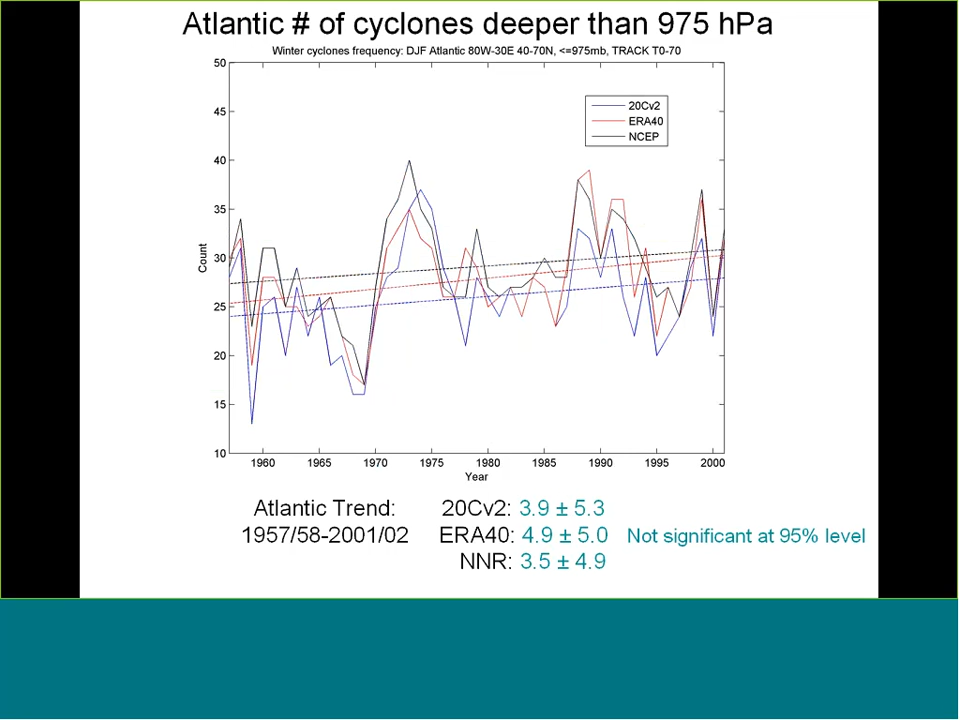 Atlantic # of cyclones deeper than 975 hPa
Winter cyclones frequency: DJF Atlantic 80W-30E 40-70N, <=975mb, TRACK T0-70
50
45
40
35
30
25
20
15
10
Count
20Cv2
ERA40
NCEP
1960 1965 1970 1975 1980 1985 1990 1995 2000
Year
Atlantic Trend: 20Cv2: 3.9 ± 5.3
1957/58-2001/02 ERA40: 4.9 ± 5.0 Not significant at 95% level
NNR: 3.5 ± 4.9